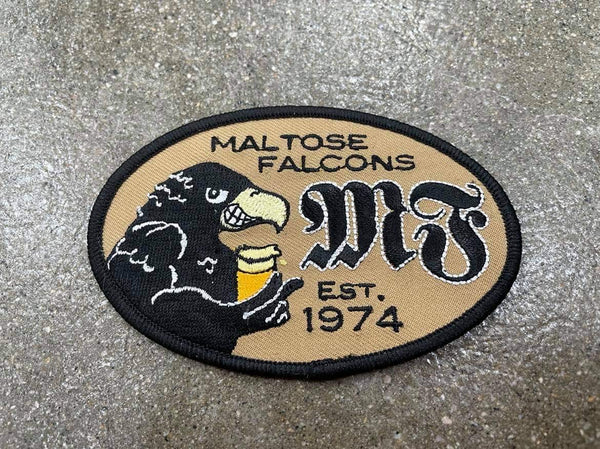 MALTOSE
FALCONS
MF
EST.
1974